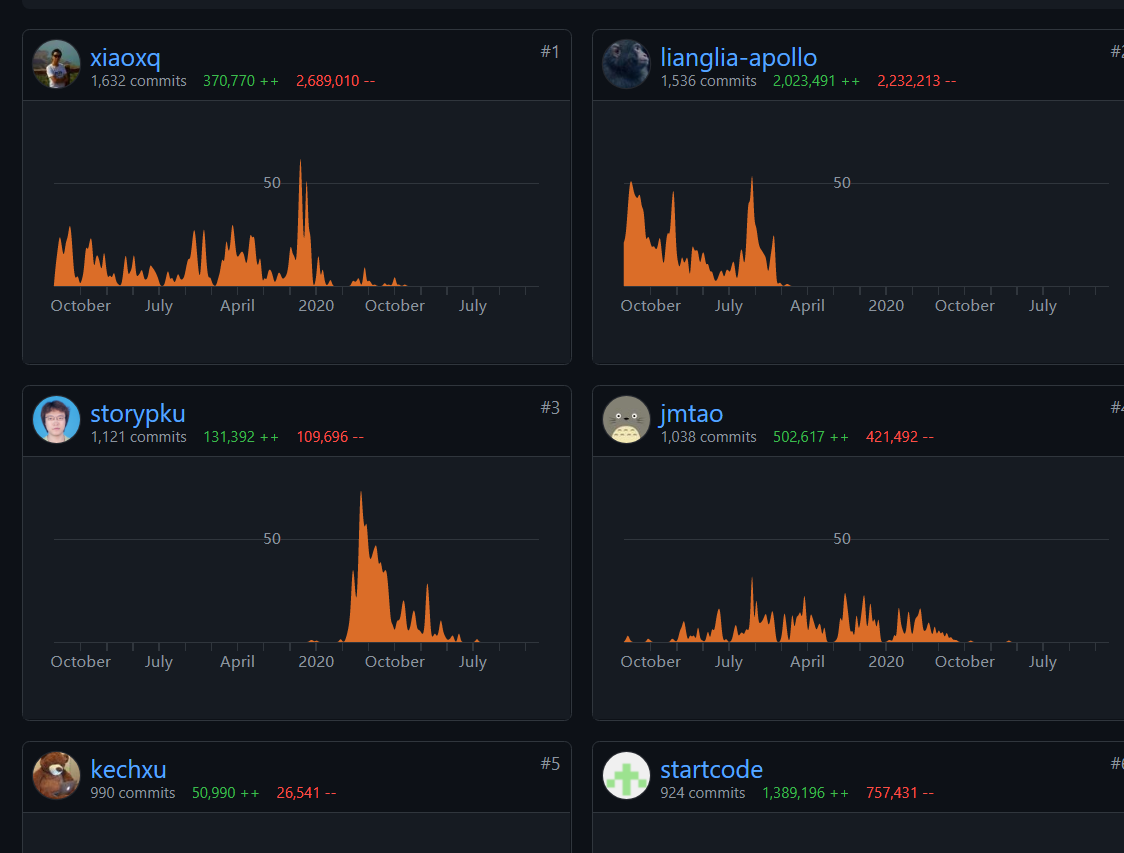 xiaoxq #1
1,632 commits 370,770 ++ 2,689,010 --
50
October July April 2020 October July
lianglia-apollo #2
1,536 commits 2,023,491 ++ 2,232,213 --
50
October July April 2020 October July
storypku #3
1,121 commits 131,392 ++ 109,696 --
50
October July April 2020 October July
jmtao #4
1,038 commits 502,617 ++ 421,492 --
50
October July April 2020 October July
kechxu #5
990 commits 50,990 ++ 26,541 --
startcode #6
924 commits 1,389,196 ++ 757,431 --